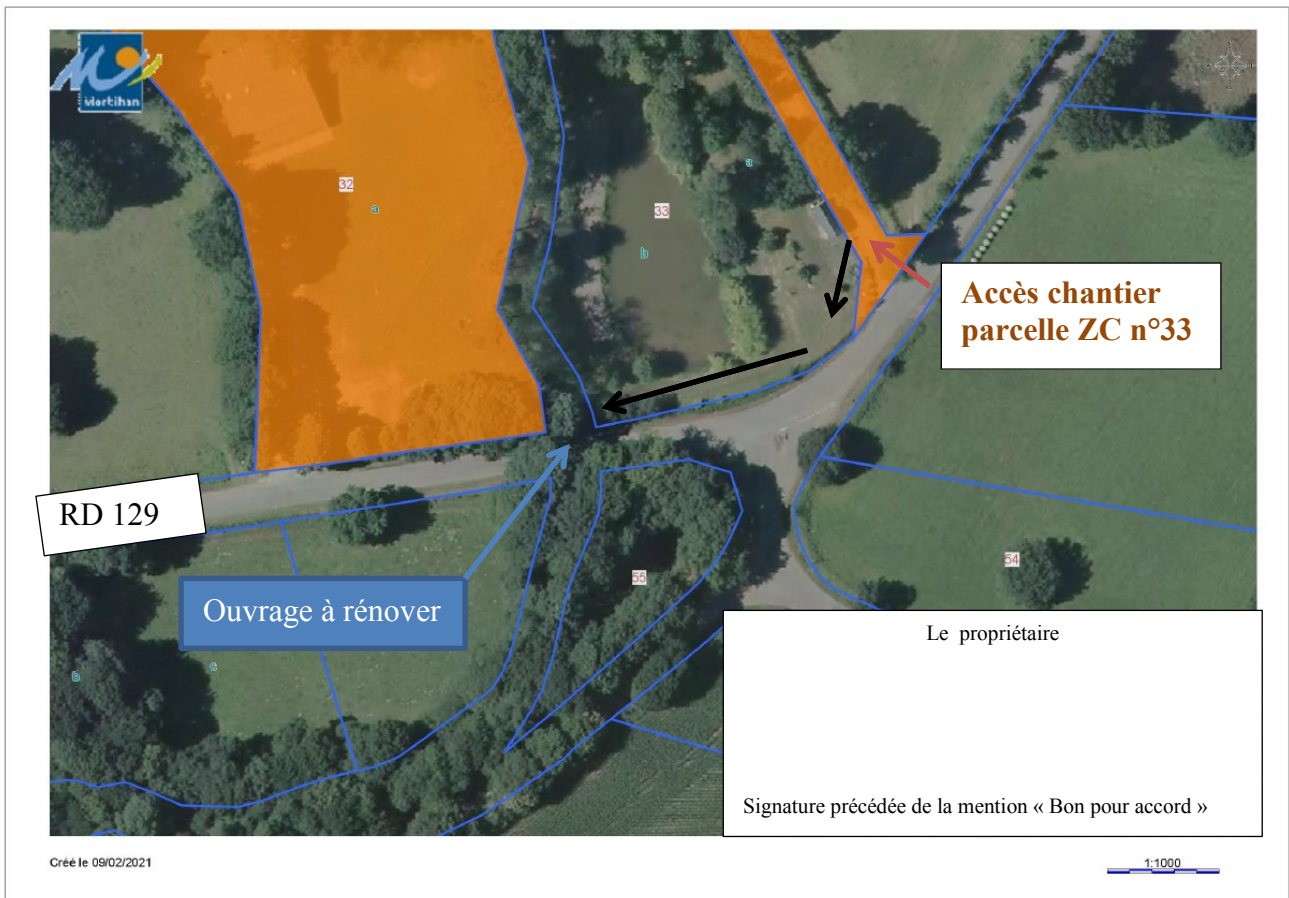 Morbihan
32
a
33
a
b
Accès chantier
parcelle ZC n°33
RD 129
Ouvrage à rénover
55
54
b
c
Le propriétaire
Signature précédée de la mention « Bon pour accord »
Créé le 09/02/2021
1:1000